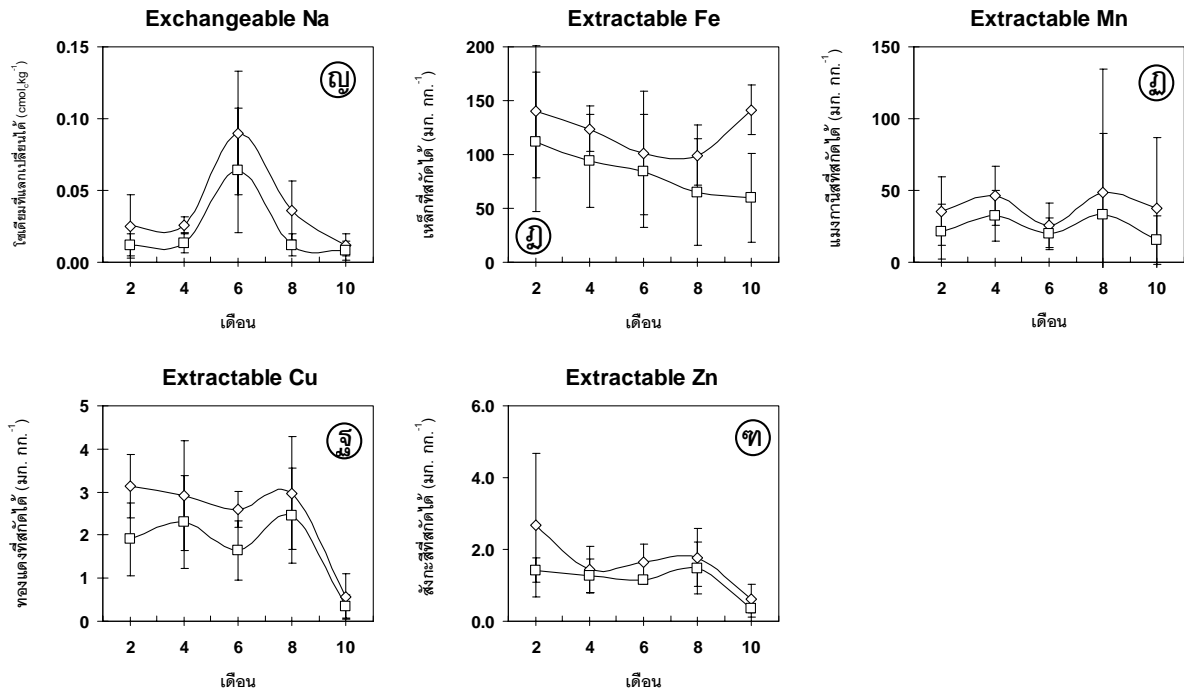 Exchangeable Na
โซเดียมที่แลกเปลี่ยนได้ (cmolckg-1)
0.15
0.10
0.05
0.00
ญ
2 4 6 8 10
เดือน
Extractable Fe
เหล็กที่สกัดได้ (มก. กก.-1)
200
150
100
50
0
ฎ
2 4 6 8 10
เดือน
Extractable Mn
แมงกานีสที่สกัดได้ (มก. กก.-1)
150
100
50
0
ฏ
2 4 6 8 10
เดือน
Extractable Cu
ทองแดงที่สกัดได้ (มก. กก.-1)
5
4
3
2
1
0
ฐ
2 4 6 8 10
เดือน
Extractable Zn
สังกะสีที่สกัดได้ (มก. กก.-1)
6.0
4.0
2.0
0.0
ฑ
2 4 6 8 10
เดือน